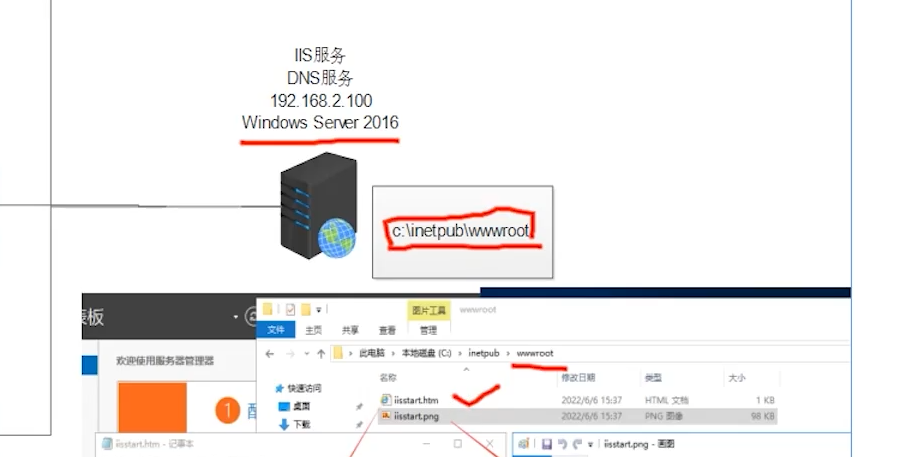 IIS服务
DNS服务
192.168.2.100
Windows Server 2016
c:\inetpub\wwwroot
图片工具 wwwroot
文件 主页 共享 查看 管理
此电脑 本地磁盘 (C:) inetpub wwwroot
欢迎使用服务器管理器
名称 修改日期 类型 大小
快速访问
iisstart.htm 2022/6/6 15:37 HTML 文档 1 KB
桌面
iisstart.png 2022/6/6 15:37 PNG 图像 98 KB
1
下载
iisstart.htm - 记事本
iisstart.png - 画图